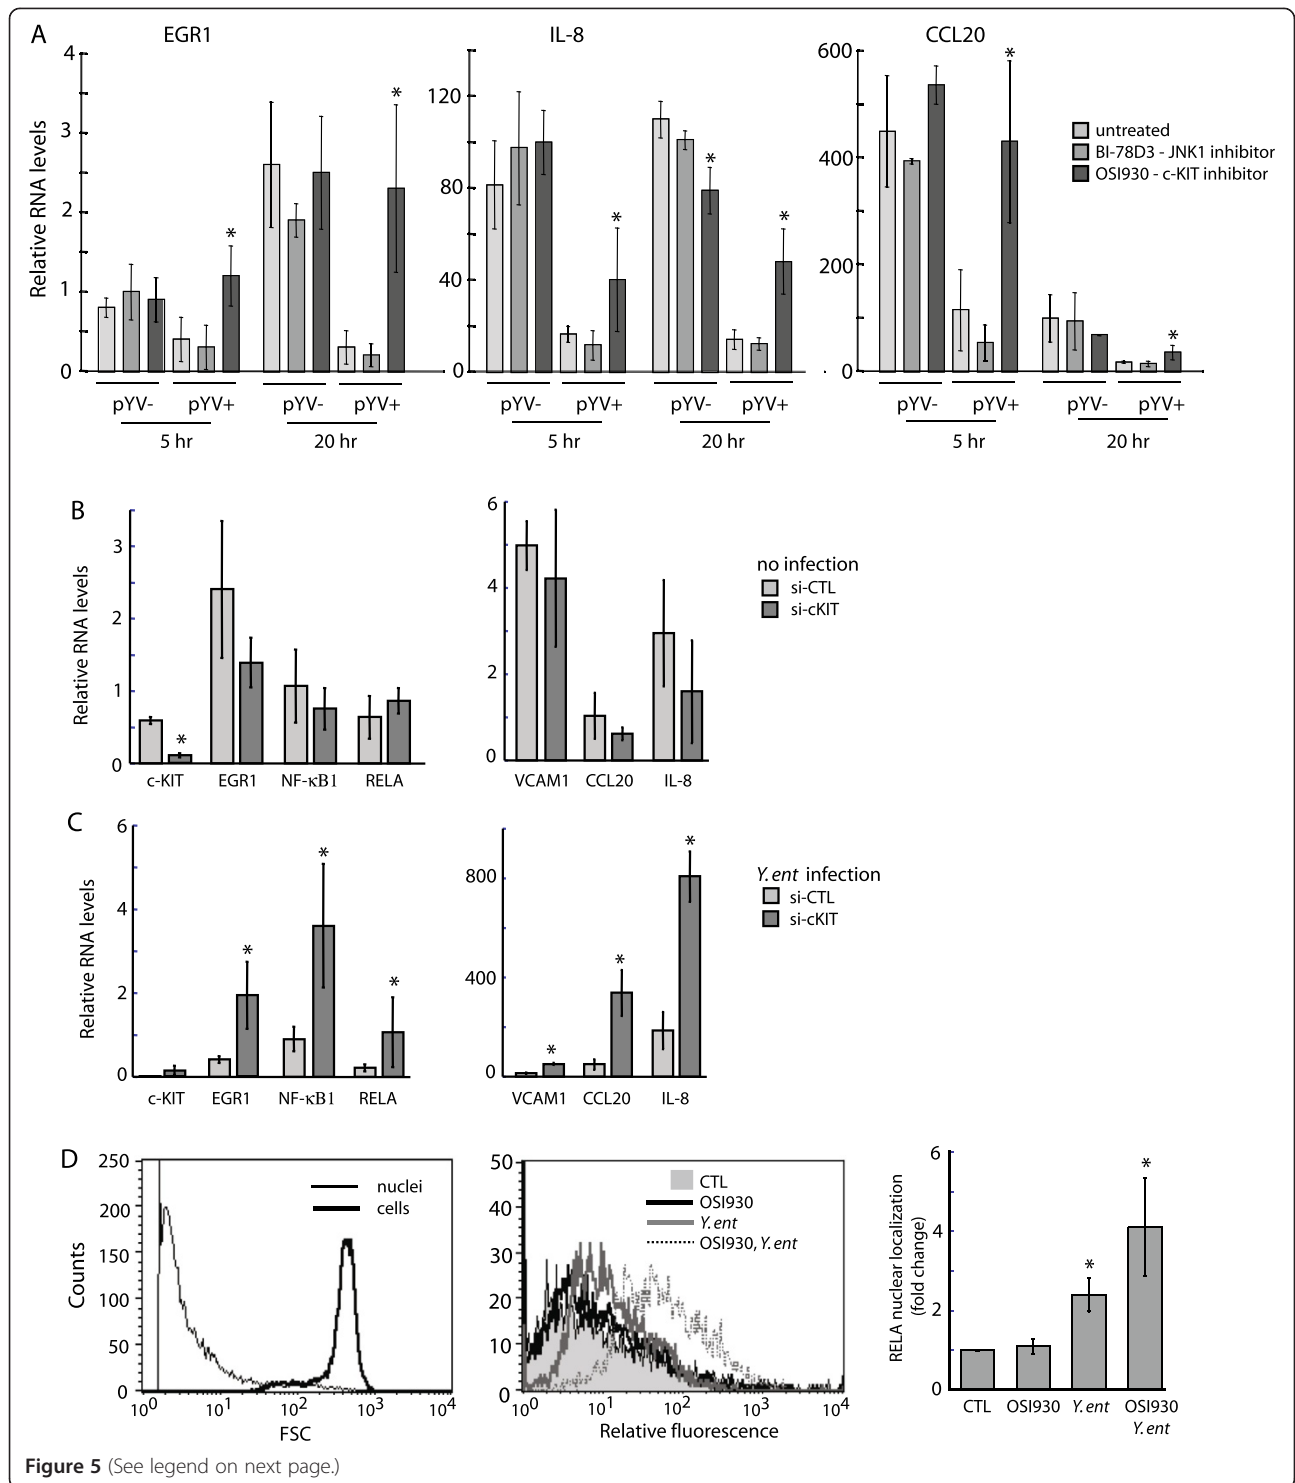 A
EGR1
IL-8
CCL20
Relative RNA levels
4
3
2
1
0
120
80
40
0
600
400
200
0
*
*
*
*
*
*
*
untreated
BI-78D3 - JNK1 inhibitor
OSI930 - c-KIT inhibitor
pYV- pYV+ pYV- pYV+
5 hr 20 hr
pYV- pYV+ pYV- pYV+
5 hr 20 hr
pYV- pYV+ pYV- pYV+
5 hr 20 hr
B
Relative RNA levels
3
2
1
0
*
c-KIT EGR1 NF-κB1 RELA
6
4
2
0
VCAM1 CCL20 IL-8
no infection
si-CTL
si-cKIT
C
Relative RNA levels
6
4
2
0
*
*
*
c-KIT EGR1 NF-κB1 RELA
800
400
0
*
*
*
VCAM1 CCL20 IL-8
Y. ent infection
si-CTL
si-cKIT
D
Counts
250
200
150
100
50
0
nuclei
cells
10⁰ 10¹ 10² 10³ 10⁴
FSC
50
40
30
20
10
0
CTL
OSI930
Y. ent
OSI930, Y. ent
10⁰ 10¹ 10² 10³ 10⁴
Relative fluorescence
RELA nuclear localization
(fold change)
6
4
2
0
*
*
CTL OSI930 Y. ent OSI930
Y. ent
Figure 5 (See legend on next page.)